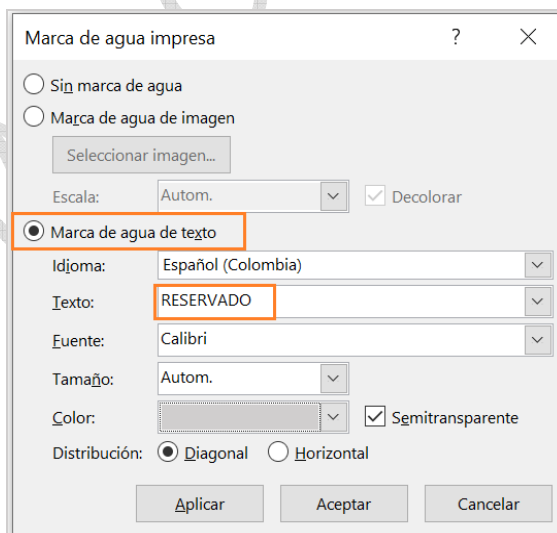 Marca de agua impresa ? ×
Sin marca de agua
Marca de agua de imagen
Seleccionar imagen...
Escala: Autom. Decolorar
Marca de agua de texto
Idioma: Español (Colombia)
Texto: RESERVADO
Fuente: Calibri
Tamaño: Autom.
Color: Semitransparente
Distribución: Diagonal Horizontal
Aplicar Aceptar Cancelar